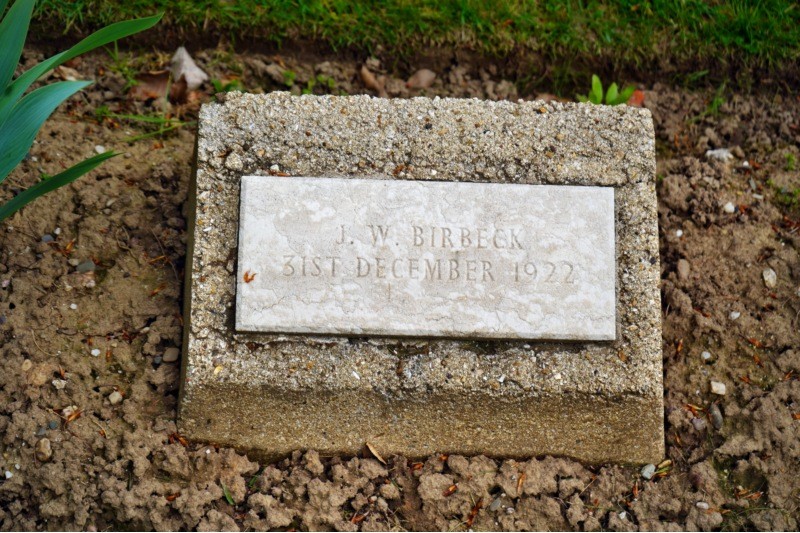 J. W. BIRBECK
31ST DECEMBER 1922